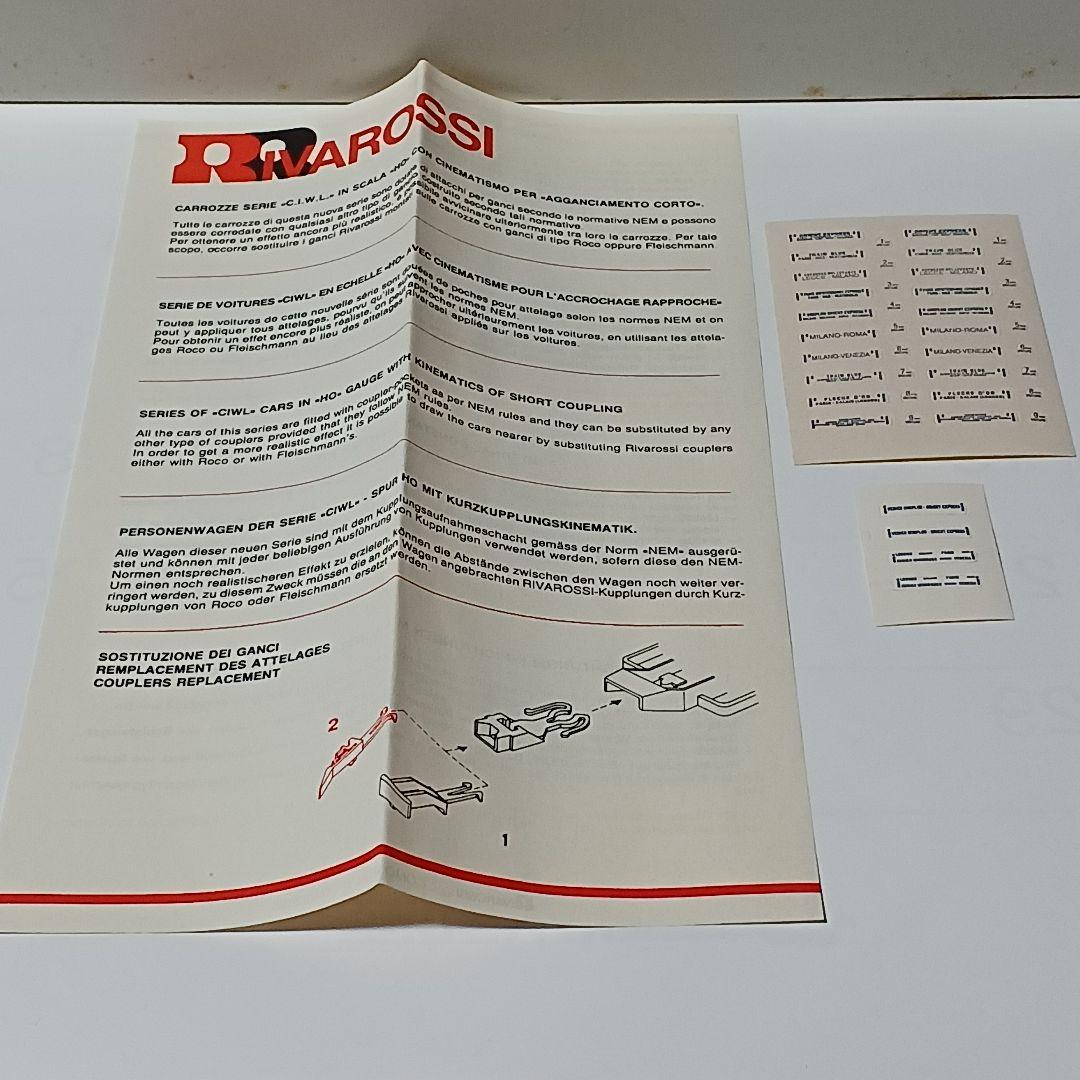 RIVAROSSI
CARROZZE SERIE «C.I.W.L.» IN SCALA «HO» CON CINEMATISMO PER «AGGANCIAMENTO CORTO».
Tutte le carrozze di questa nuova serie sono dotate di attacchi per ganci secondo le normative NEM e possono
essere corredate con qualsiasi altro tipo di gancio costruito secondo tali normative.
Per ottenere un effetto ancora più realistico, è possibile avvicinare ulteriormente tra loro le carrozze. Per tale
scopo, occorre sostituire i ganci Rivarossi montati sulle carrozze con ganci di tipo Roco oppure Fleischmann.
SERIE DE VOITURES «CIWL» EN ECHELLE «HO» AVEC CINEMATISME POUR L'ACCROCHAGE RAPPROCHE»
Toutes les voitures de cette nouvelle série sont douées de poches pour attelage selon les normes NEM et on
peut y appliquer tous attelages, pourvu qu'ils suivent les normes NEM.
Pour obtenir un effet encore plus réaliste, on peut rapprocher ultérieurement les voitures, en utilisant les attela-
ges Roco ou Fleischmann au lieu des attelages Rivarossi appliés sur les voitures.
SERIES OF «CIWL» CARS IN «HO» GAUGE WITH KINEMATICS OF SHORT COUPLING
All the cars of this series are fitted with coupler-pockets as per NEM rules and they can be substituted by any
other type of couplers provided that they follow NEM rules.
In order to get a more realistic effect it is possible to draw the cars nearer by substituting Rivarossi couplers
either with Roco or with Fleischmann's.
PERSONENWAGEN DER SERIE «CIWL» - SPUR HO MIT KURZKUPPLUNGSKINEMATIK.
Alle Wagen dieser neuen Serie sind mit dem Kupplungsaufnahmeschacht gemäss der Norm «NEM» ausgerü-
stet und können mit jeder beliebigen Ausführung von Kupplungen verwendet werden, sofern diese den NEM-
Normen entsprechen.
Um einen noch realistischeren Effekt zu erzielen, können die Abstände zwischen den Wagen noch weiter ver-
ringert werden, zu diesem Zweck müssen die an den Wagen angebrachten RIVAROSSI-Kupplungen durch Kurz-
kupplungen von Roco oder Fleischmann ersetzt werden.
SOSTITUZIONE DEI GANCI
REMPLACEMENT DES ATTELAGES
COUPLERS REPLACEMENT
2
1
TRAIN BLUE
MILANO-ROMA
MILANO-ROMA
MILANO-VENEZIA
MILANO-VENEZIA
TRAIN BLUE
FLECHE D'OR
FLECHE D'OR